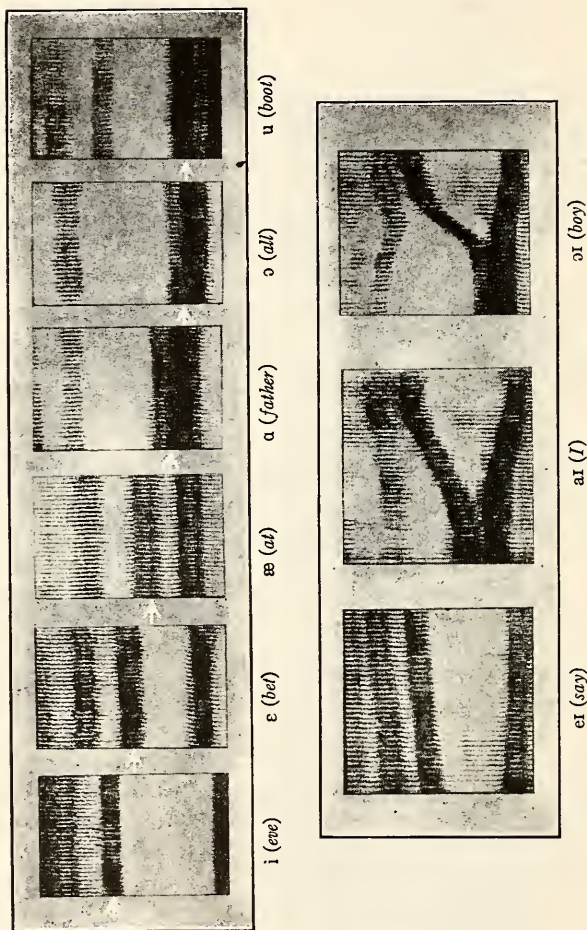 i (eve) ɛ (bet) æ (at) ɑ (father) ɔ (all) u (boot)
eɪ (say) aɪ (I) ɔɪ (boy)